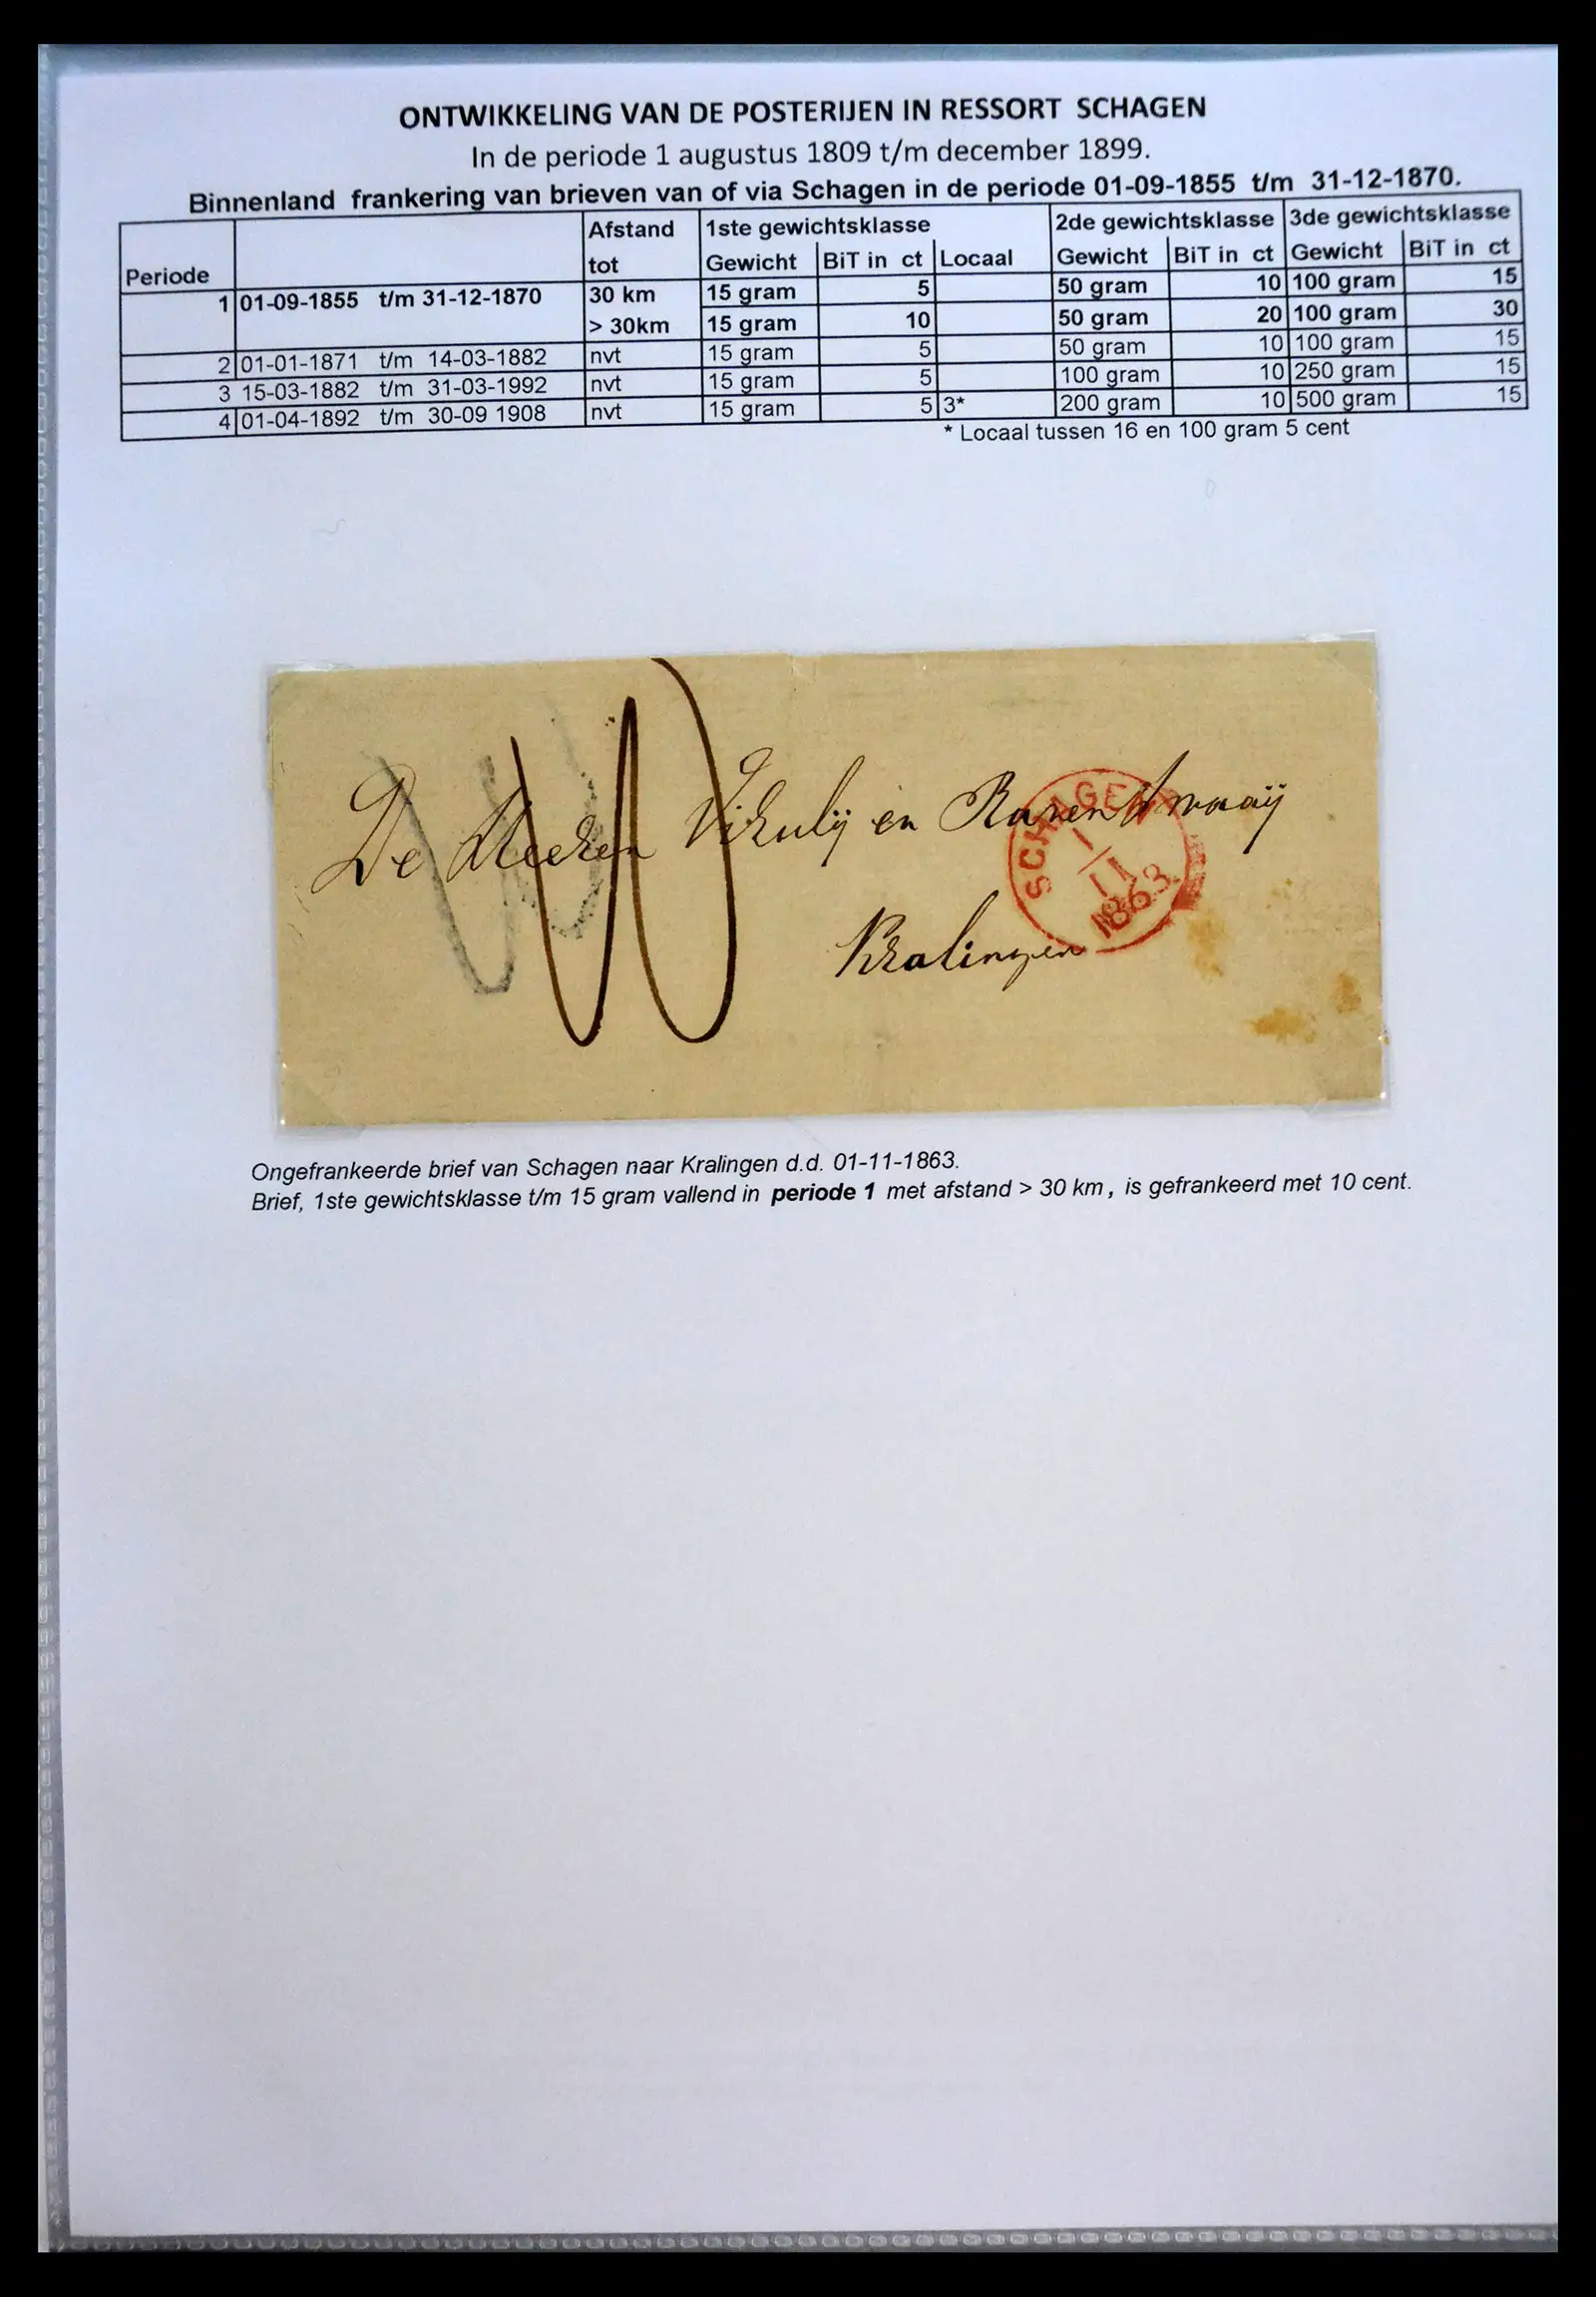 ONTWIKKELING VAN DE POSTERIJEN IN RESSORT SCHAGEN
In de periode 1 augustus 1809 t/m december 1899.
Binnenland frankering van brieven van of via Schagen in de periode 01-09-1855 t/m 31-12-1870.
Afstand 1ste gewichtsklasse 2de gewichtsklasse 3de gewichtsklasse
Periode tot Gewicht BiT in ct Locaal Gewicht BiT in ct Gewicht BiT in ct
1 01-09-1855 t/m 31-12-1870 30 km 15 gram 5 50 gram 10 100 gram 15
> 30km 15 gram 10 50 gram 20 100 gram 30
2 01-01-1871 t/m 14-03-1882 nvt 15 gram 5 50 gram 10 100 gram 15
3 15-03-1882 t/m 31-03-1992 nvt 15 gram 5 100 gram 10 250 gram 15
4 01-04-1892 t/m 30-09 1908 nvt 15 gram 5 3* 200 gram 10 500 gram 15
* Locaal tussen 16 en 100 gram 5 cent
De Heeren en
SCHAGEN
1/11
1863
Kralingen
Ongefrankeerde brief van Schagen naar Kralingen d.d. 01-11-1863.
Brief, 1ste gewichtsklasse t/m 15 gram vallend in periode 1 met afstand > 30 km, is gefrankeerd met 10 cent.